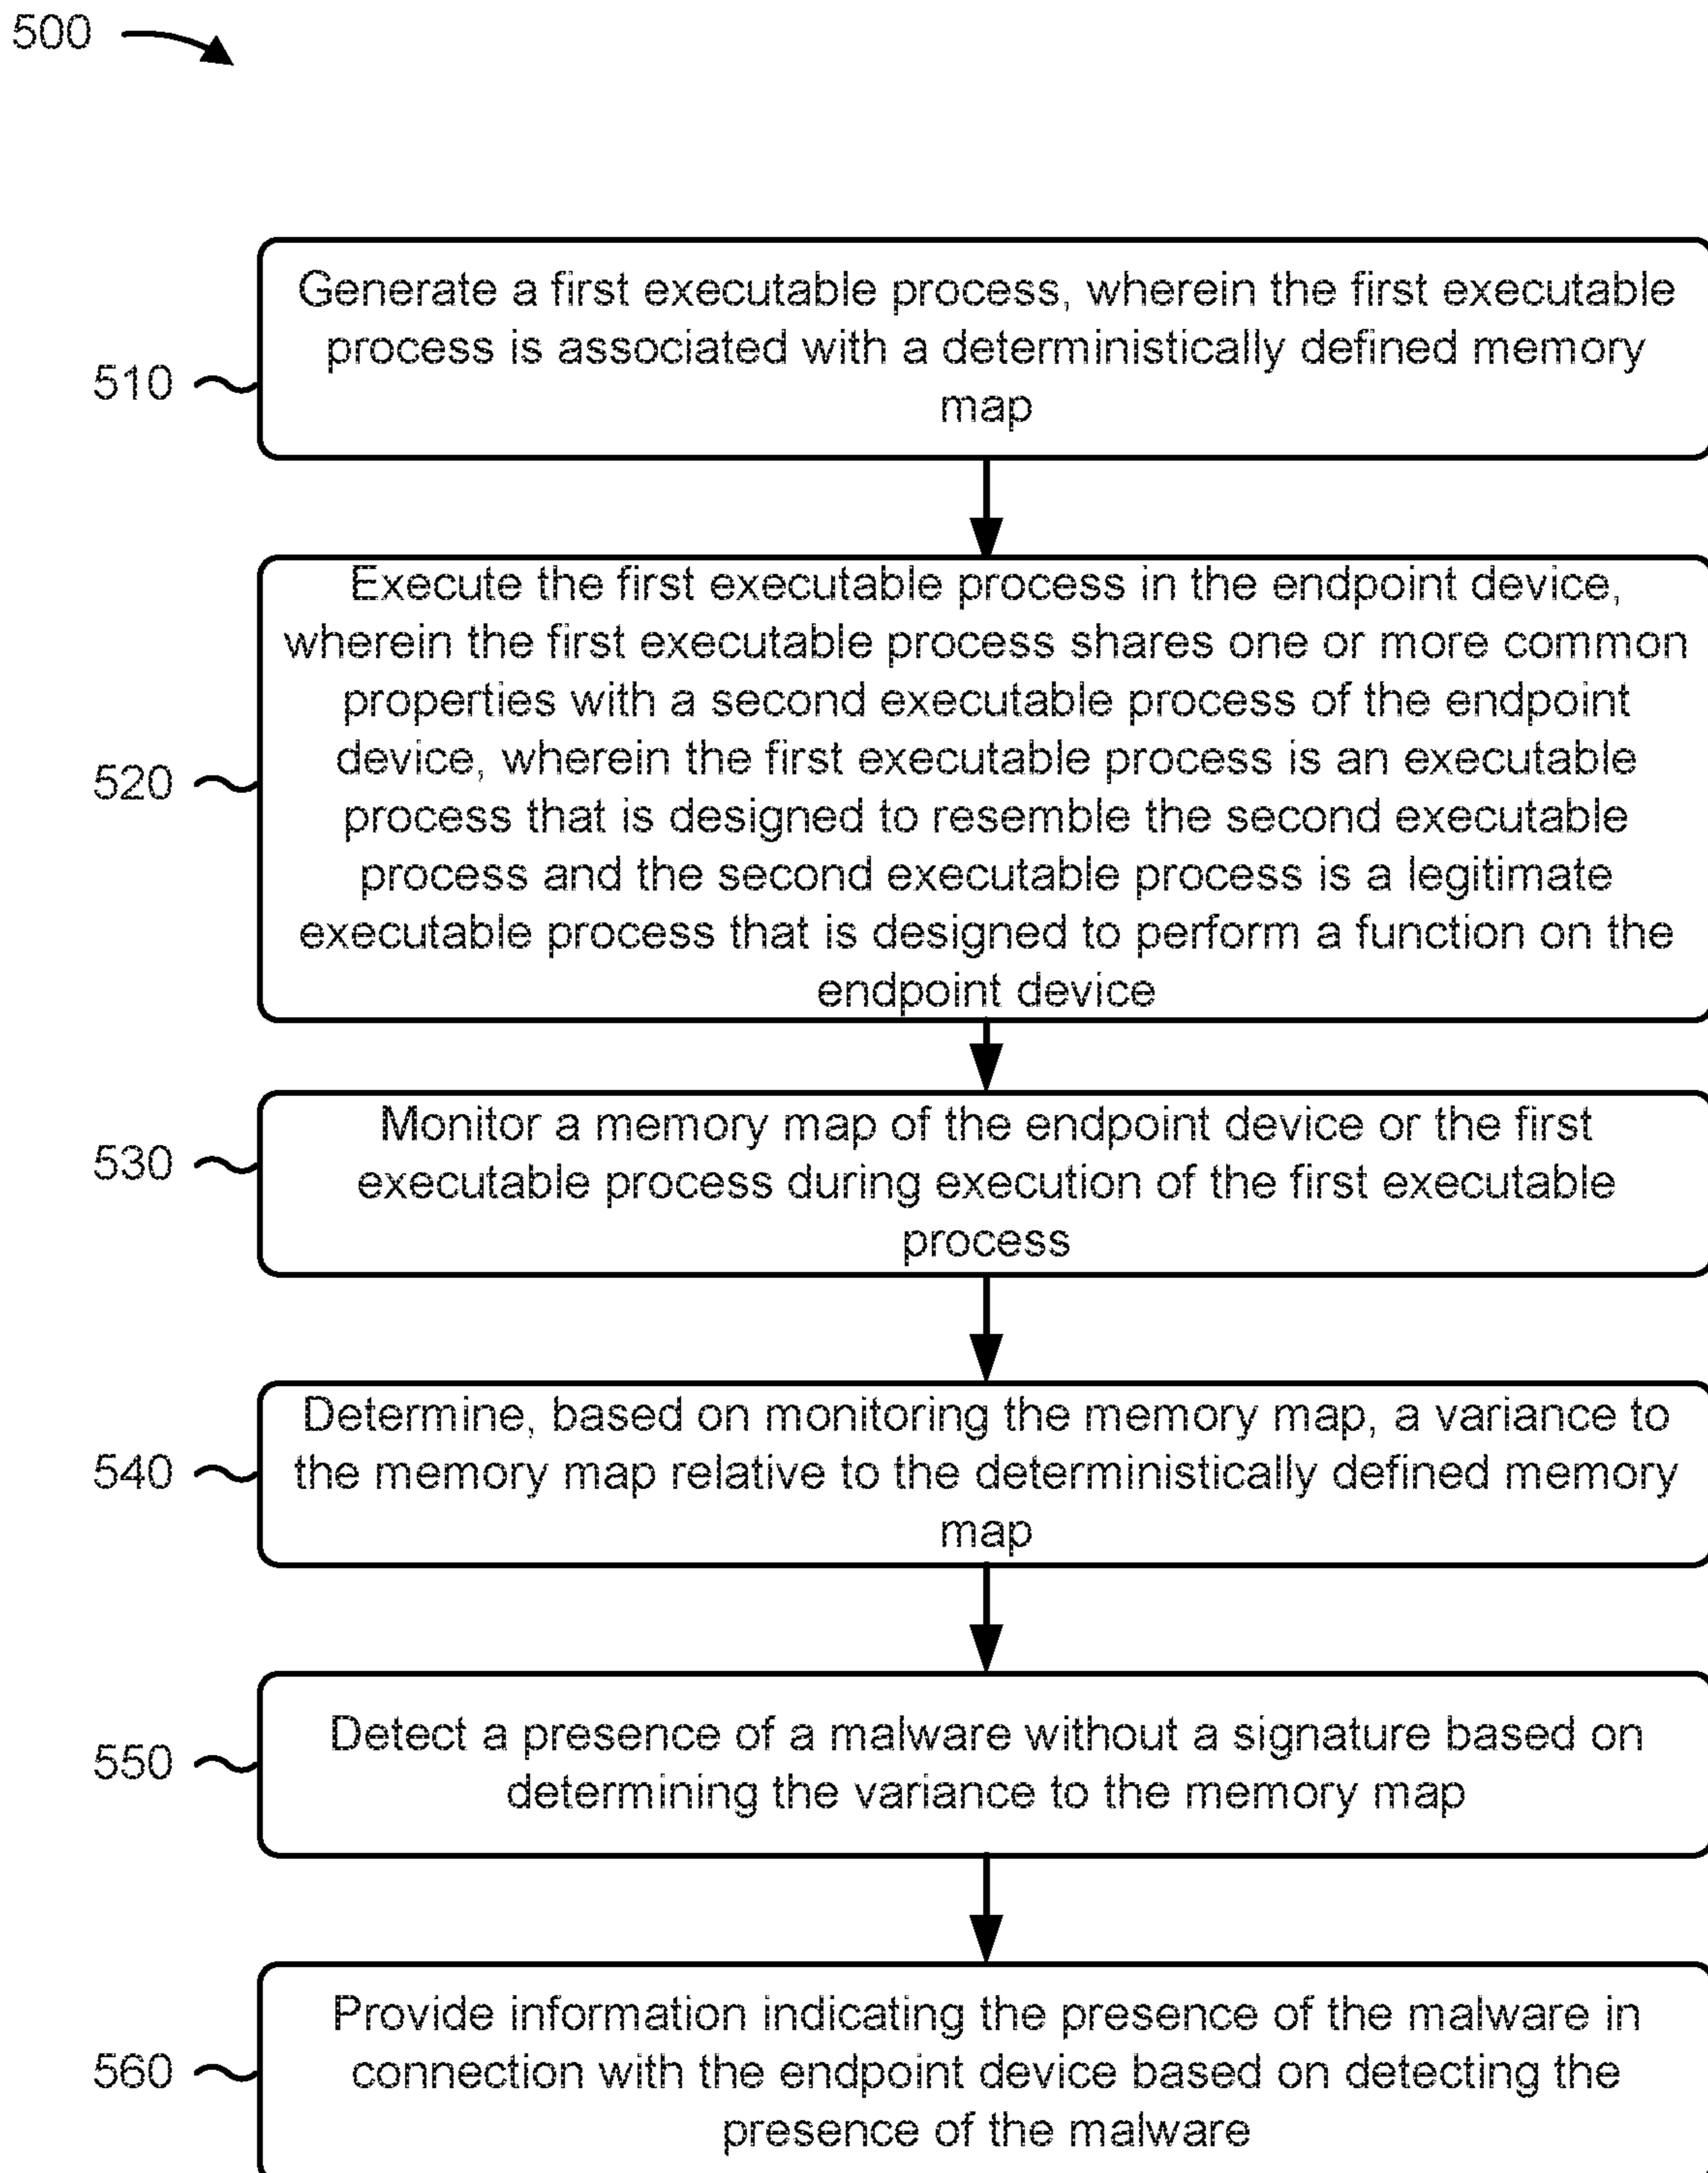 500
Generate a first executable process, wherein the first executable
process is associated with a deterministically defined memory
map
510
Execute the first executable process in the endpoint device,
wherein the first executable process shares one or more common
properties with a second executable process of the endpoint
device, wherein the first executable process is an executable
process that is designed to resemble the second executable
process and the second executable process is a legitimate
executable process that is designed to perform a function on the
endpoint device
520
Monitor a memory map of the endpoint device or the first
executable process during execution of the first executable
process
530
Determine, based on monitoring the memory map, a variance to
the memory map relative to the deterministically defined memory
map
540
Detect a presence of a malware without a signature based on
determining the variance to the memory map
550
Provide information indicating the presence of the malware in
connection with the endpoint device based on detecting the
presence of the malware
560